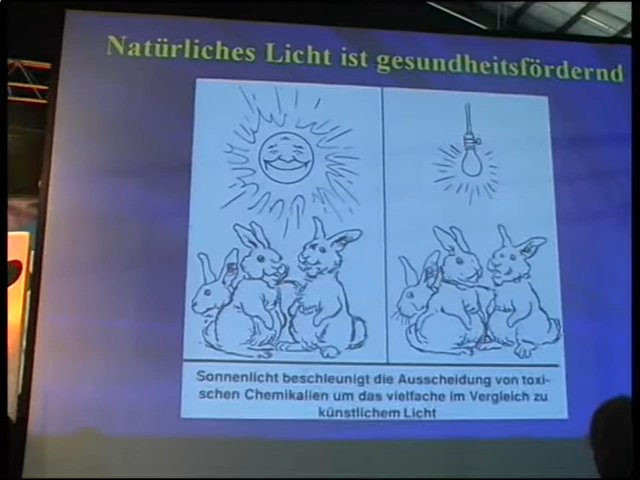 Natürliches Licht ist gesundheitsfördernd
Sonnenlicht beschleunigt die Ausscheidung von toxi-
schen Chemikalien um das vielfache im Vergleich zu
künstlichem Licht